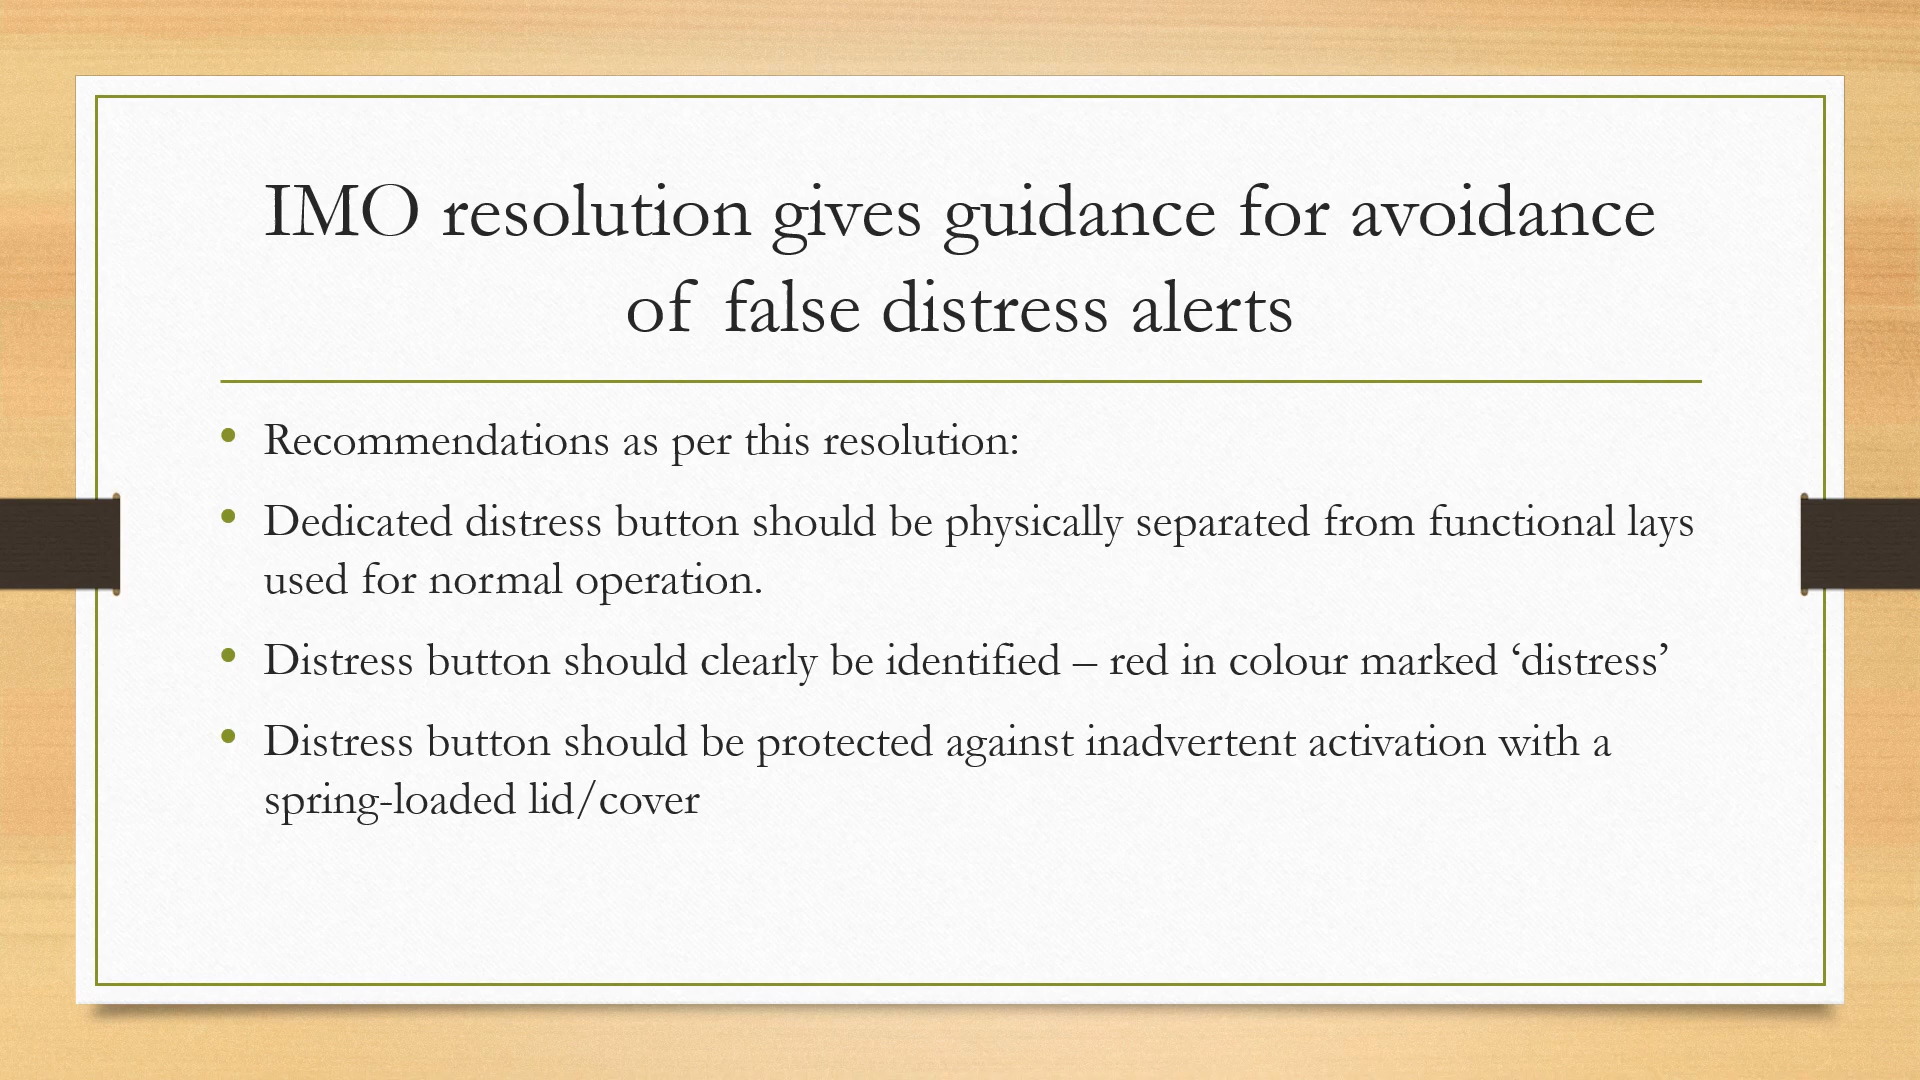 IMO resolution gives guidance for avoidance
of false distress alerts
• Recommendations as per this resolution:
• Dedicated distress button should be physically separated from functional lays
used for normal operation.
• Distress button should clearly be identified – red in colour marked ‘distress’
• Distress button should be protected against inadvertent activation with a
spring-loaded lid/cover